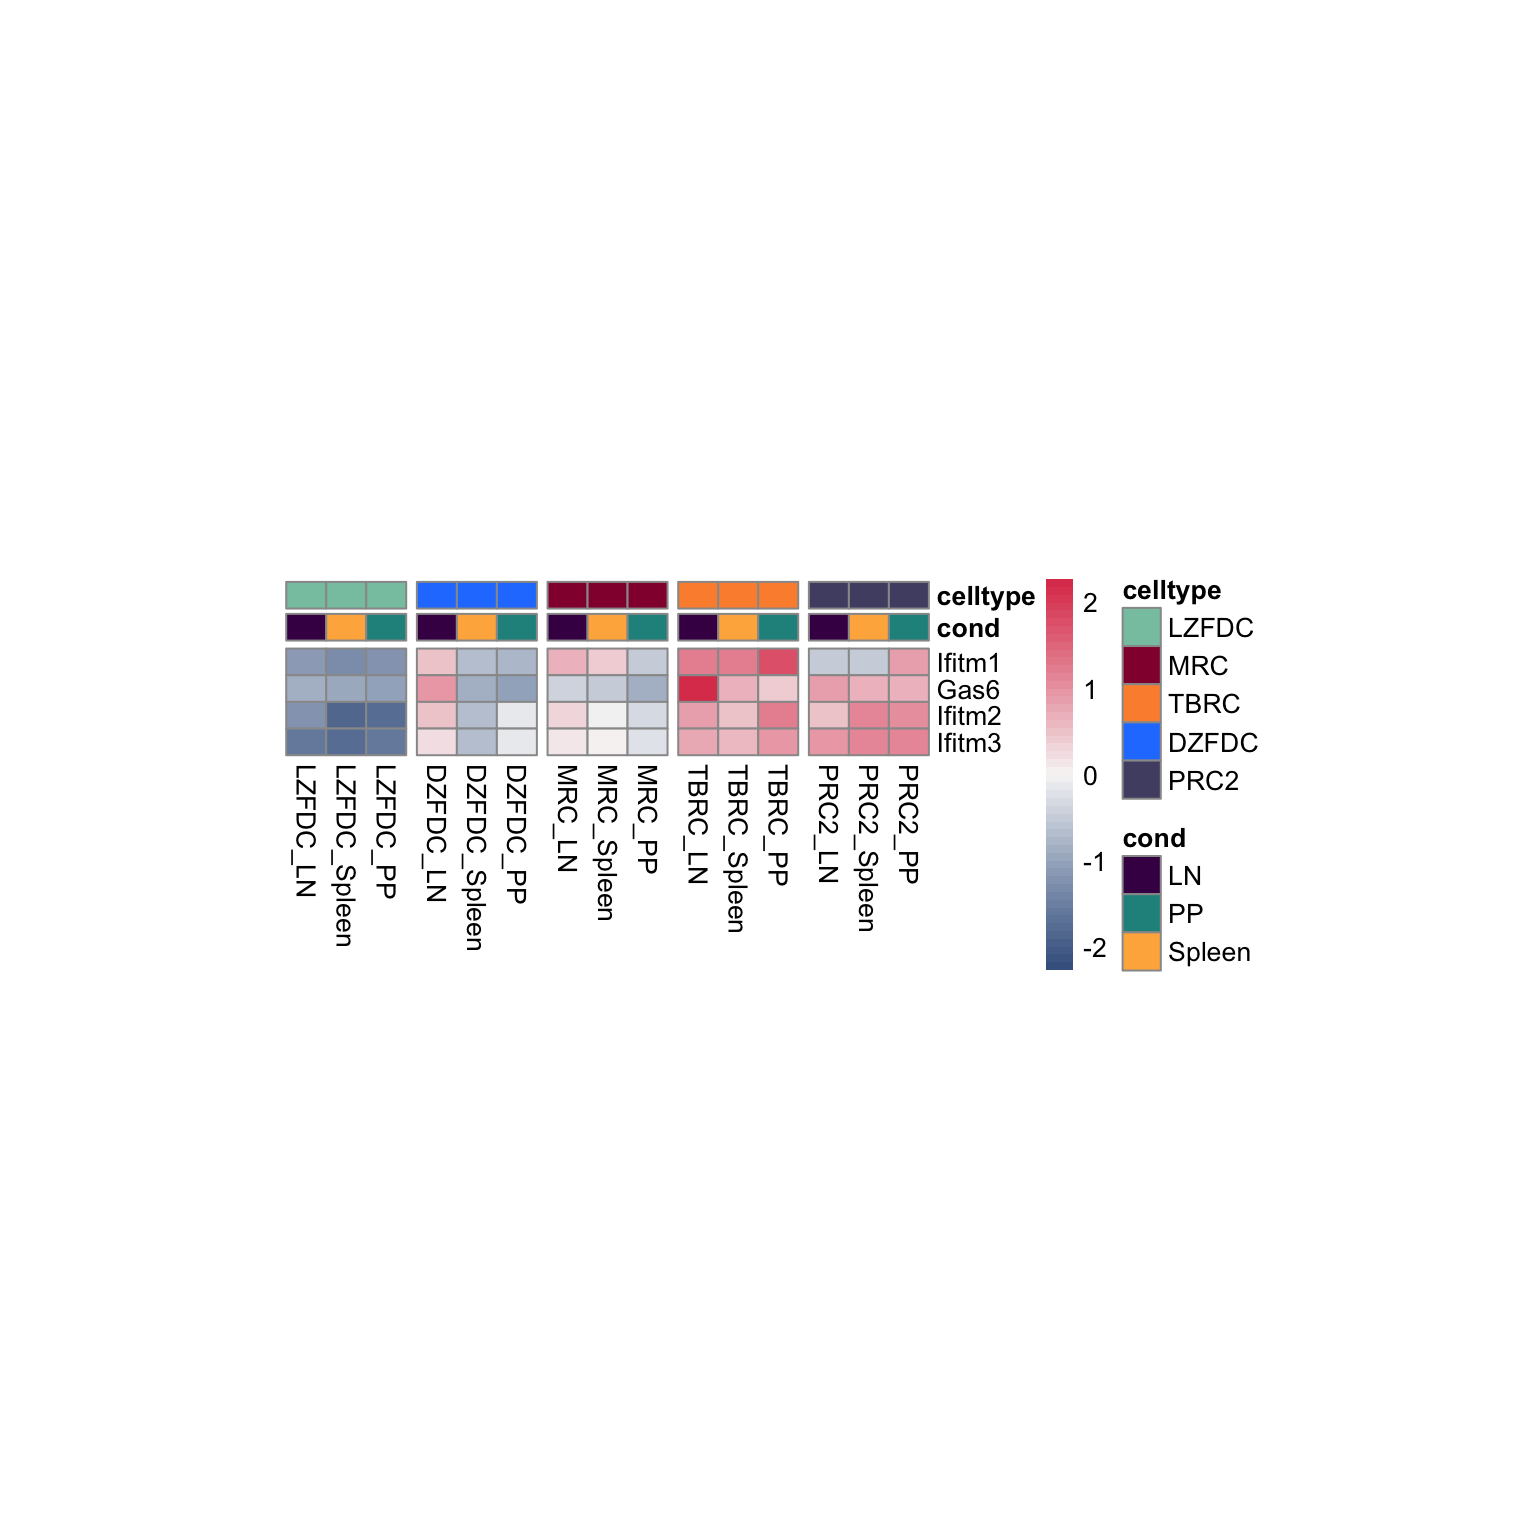 celltype
cond
Ifitm1
Gas6
Ifitm2
Ifitm3
LZFDC_LN
LZFDC_Spleen
LZFDC_PP
DZFDC_LN
DZFDC_Spleen
DZFDC_PP
MRC_LN
MRC_Spleen
MRC_PP
TBRC_LN
TBRC_Spleen
TBRC_PP
PRC2_LN
PRC2_Spleen
PRC2_PP
2
1
0
-1
-2
celltype
LZFDC
MRC
TBRC
DZFDC
PRC2
cond
LN
PP
Spleen